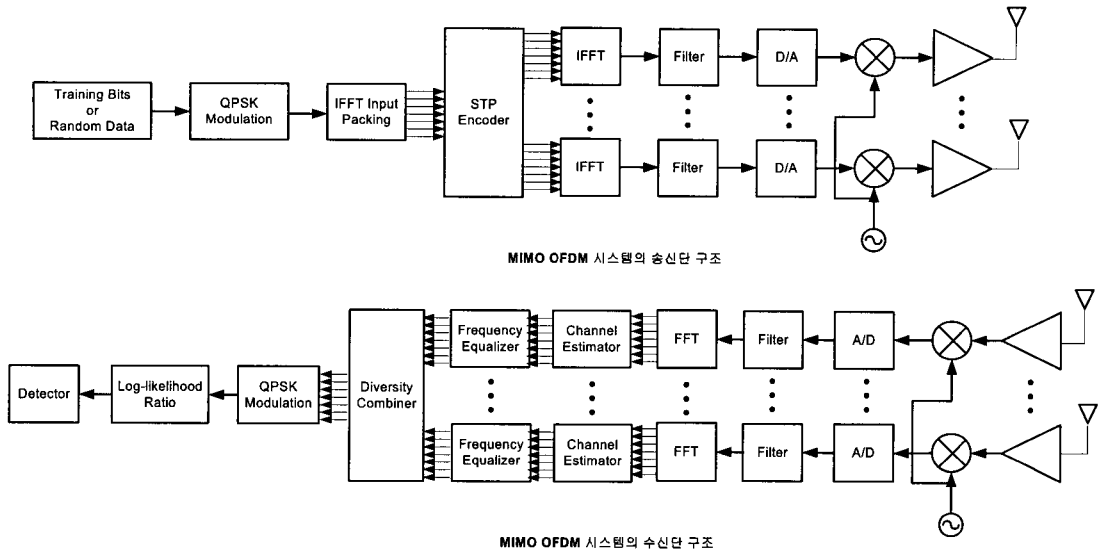 Training Bits
or
Random Data
QPSK
Modulation
IFFT Input
Packing
STP
Encoder
IFFT
Filter
D/A
IFFT
Filter
D/A
MIMO OFDM 시스템의 송신단 구조
Detector
Log-likelihood
Ratio
QPSK
Modulation
Diversity
Combiner
Frequency
Equalizer
Channel
Estimator
FFT
Filter
A/D
Frequency
Equalizer
Channel
Estimator
FFT
Filter
A/D
MIMO OFDM 시스템의 수신단 구조